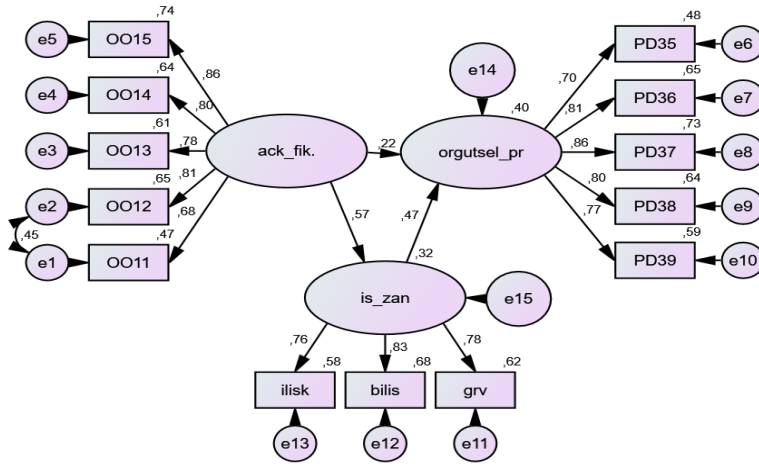 ,74
e5 OO15
,86
,64
e4 OO14
,80
,61
e3 OO13
,78
,65
e2 OO12
,81
,45
,68
,47
e1 OO11
ack_fik.
,22
,57
e14
,40
orgutsel_pr
,47
,32
is_zan
e15
,70
,48
PD35 e6
,81
,65
PD36 e7
,86
,73
PD37 e8
,80
,64
PD38 e9
,77
,59
PD39 e10
,76
,58
,83
,68
,78
,62
ilisk bilis grv
e13 e12 e11